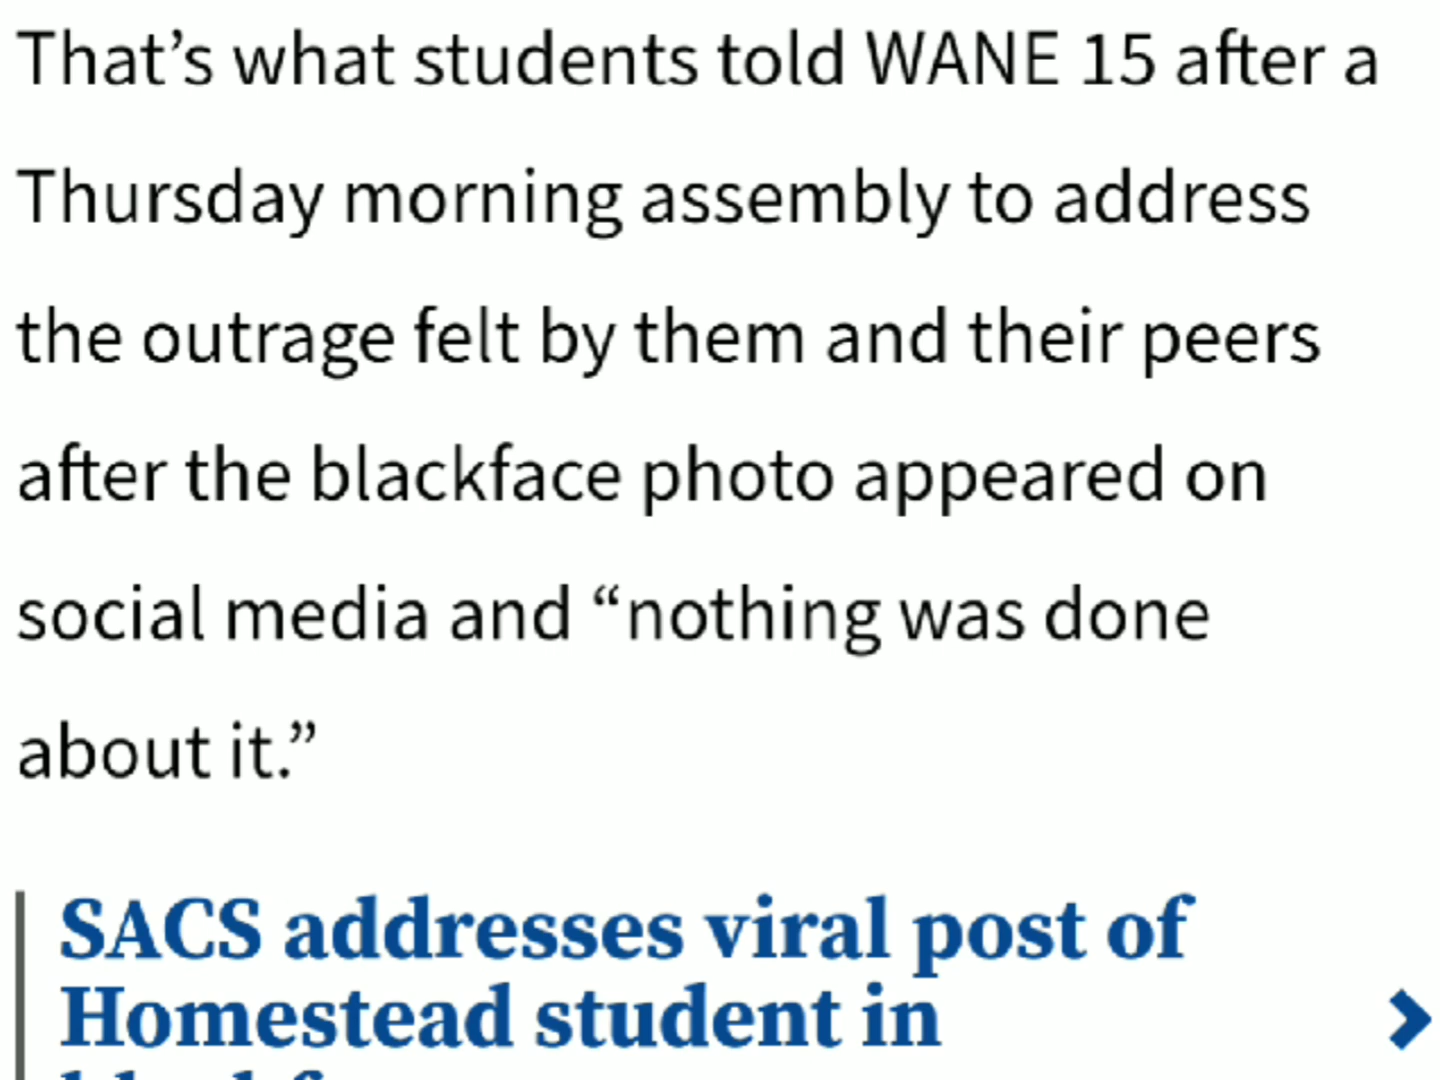 That’s what students told WANE 15 after a
Thursday morning assembly to address
the outrage felt by them and their peers
after the blackface photo appeared on
social media and “nothing was done
about it.”
SACS addresses viral post of
Homestead student in